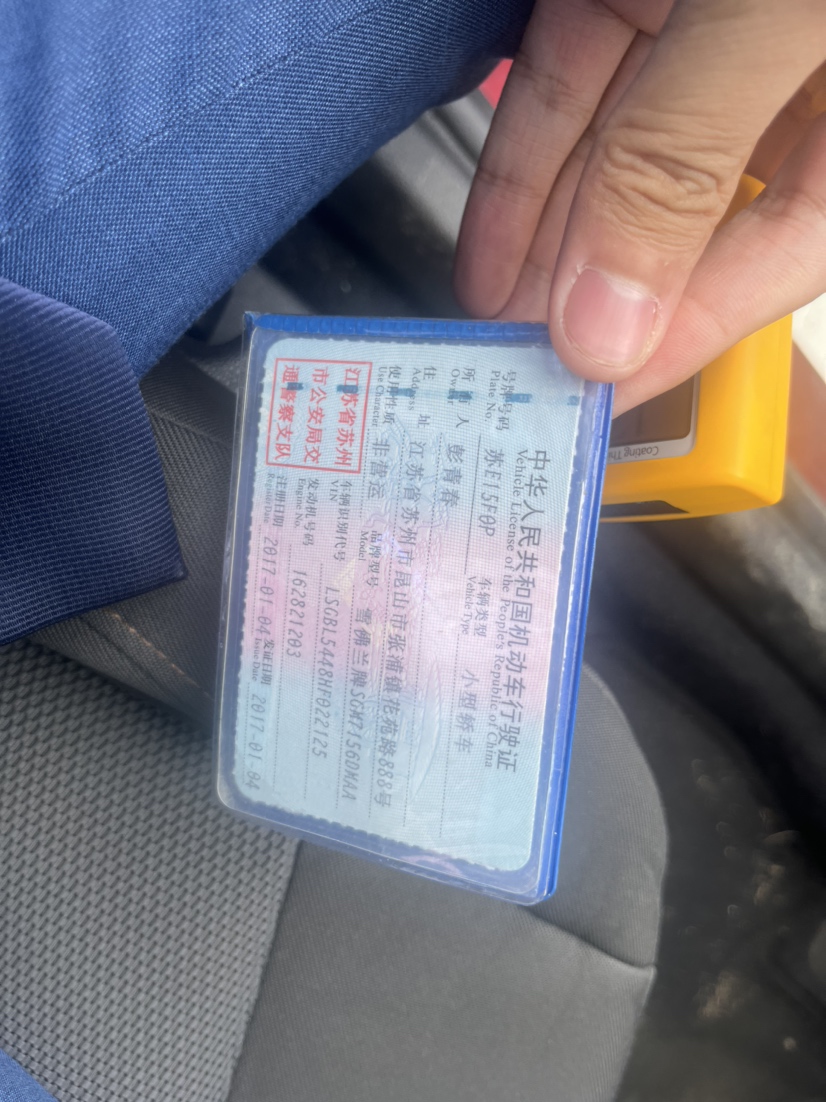 中华人民共和国机动车行驶证
Vehicle License of the People's Republic of China
号牌号码 苏E15F0P 车辆类型 小型轿车
Plate No. Vehicle Type
所有人 彭青春
Owner
住址 江苏省苏州市昆山市张浦镇花苑路888号
Address
使用性质 非营运 品牌型号 雪佛兰牌SGM7156DMAA
Use Character Model
江苏省苏州
市公安局交
通警察支队
车辆识别代号 LSGBL5448HF022125
VIN
发动机号码 162821203
Engine No.
注册日期 2017-01-04 发证日期 2017-01-04
Register Date Issue Date
Coating Th